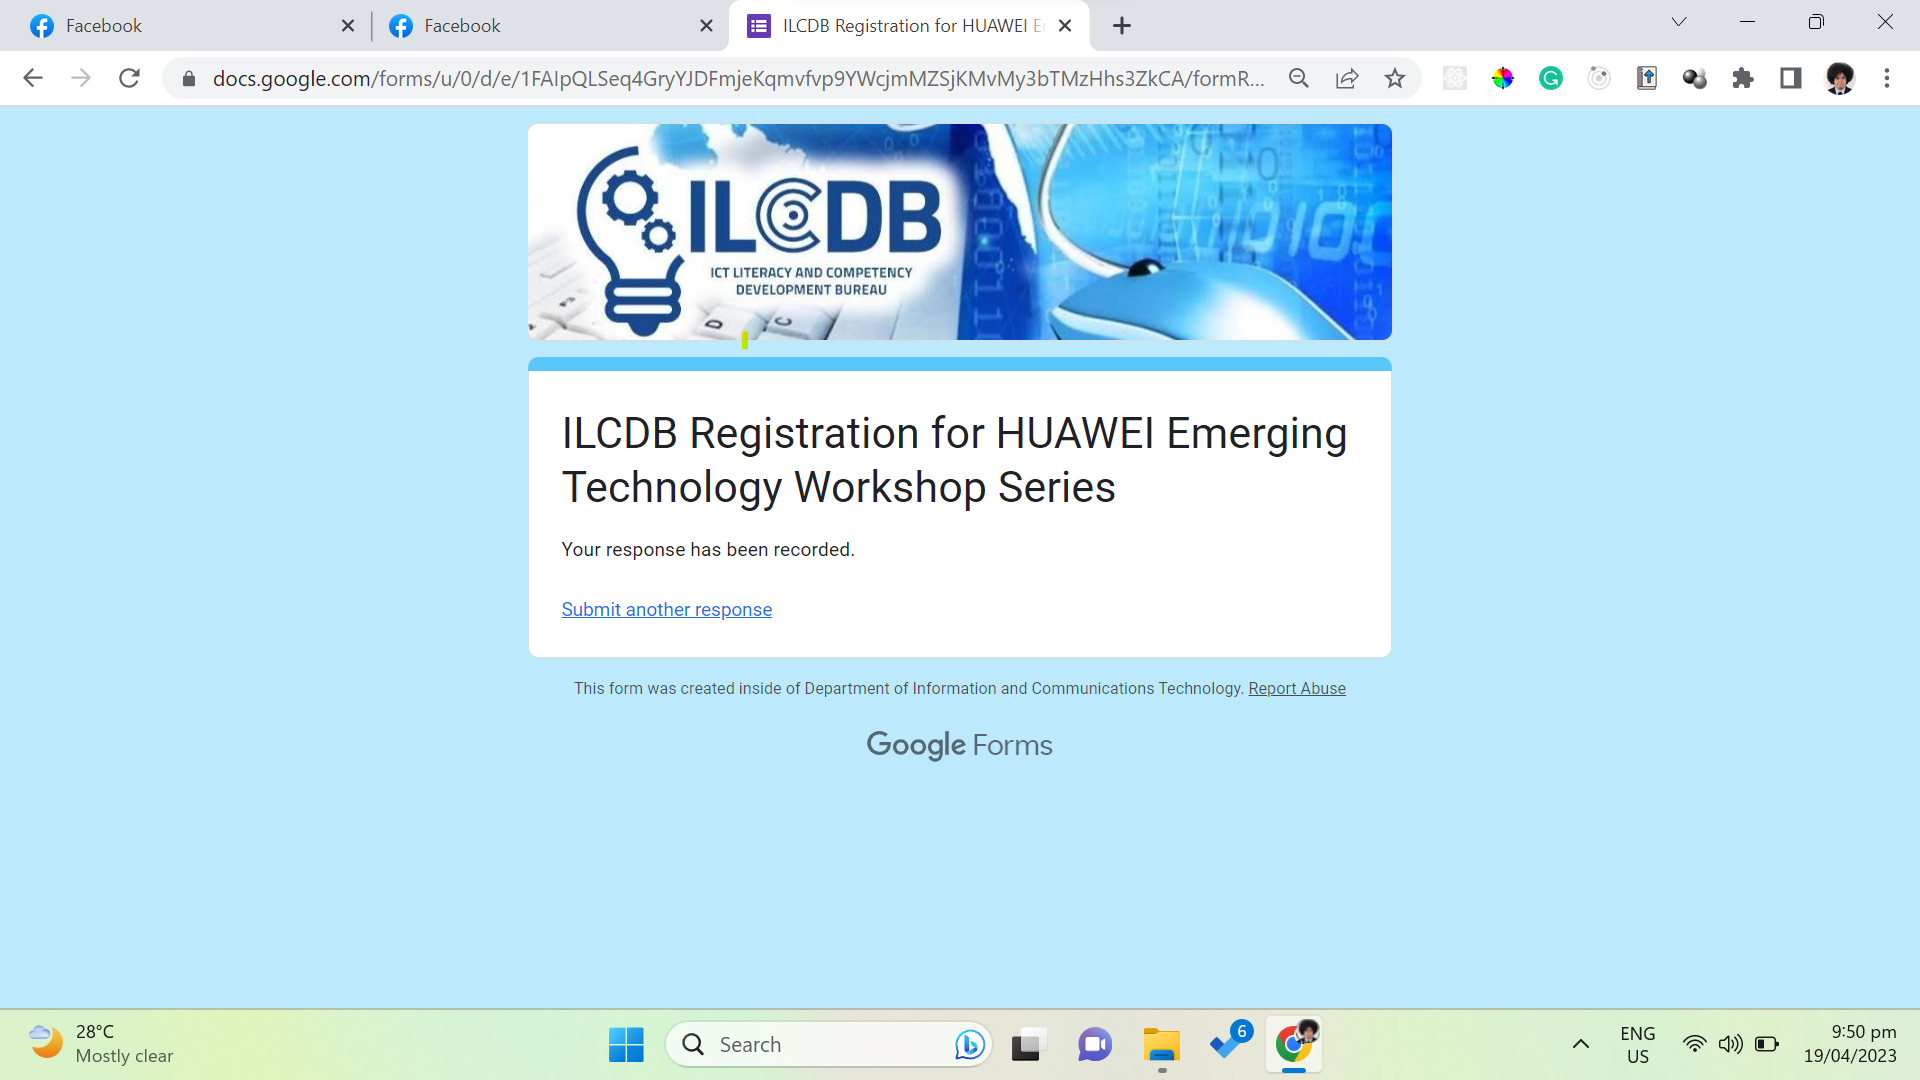 Facebook
Facebook
ILCDB Registration for HUAWEI E
docs.google.com/forms/u/0/d/e/1FAIpQLSeq4GryYJDFmjeKqmvfvp9YWcjmMZSjKMvMy3bTMzHhs3ZkCA/formR...
ILCDB
ICT LITERACY AND COMPETENCY
DEVELOPMENT BUREAU
D C
ILCDB Registration for HUAWEI Emerging
Technology Workshop Series
Your response has been recorded.
Submit another response
This form was created inside of Department of Information and Communications Technology. Report Abuse
Google Forms
28°C
Mostly clear
Search
6
ENG
US
9:50 pm
19/04/2023